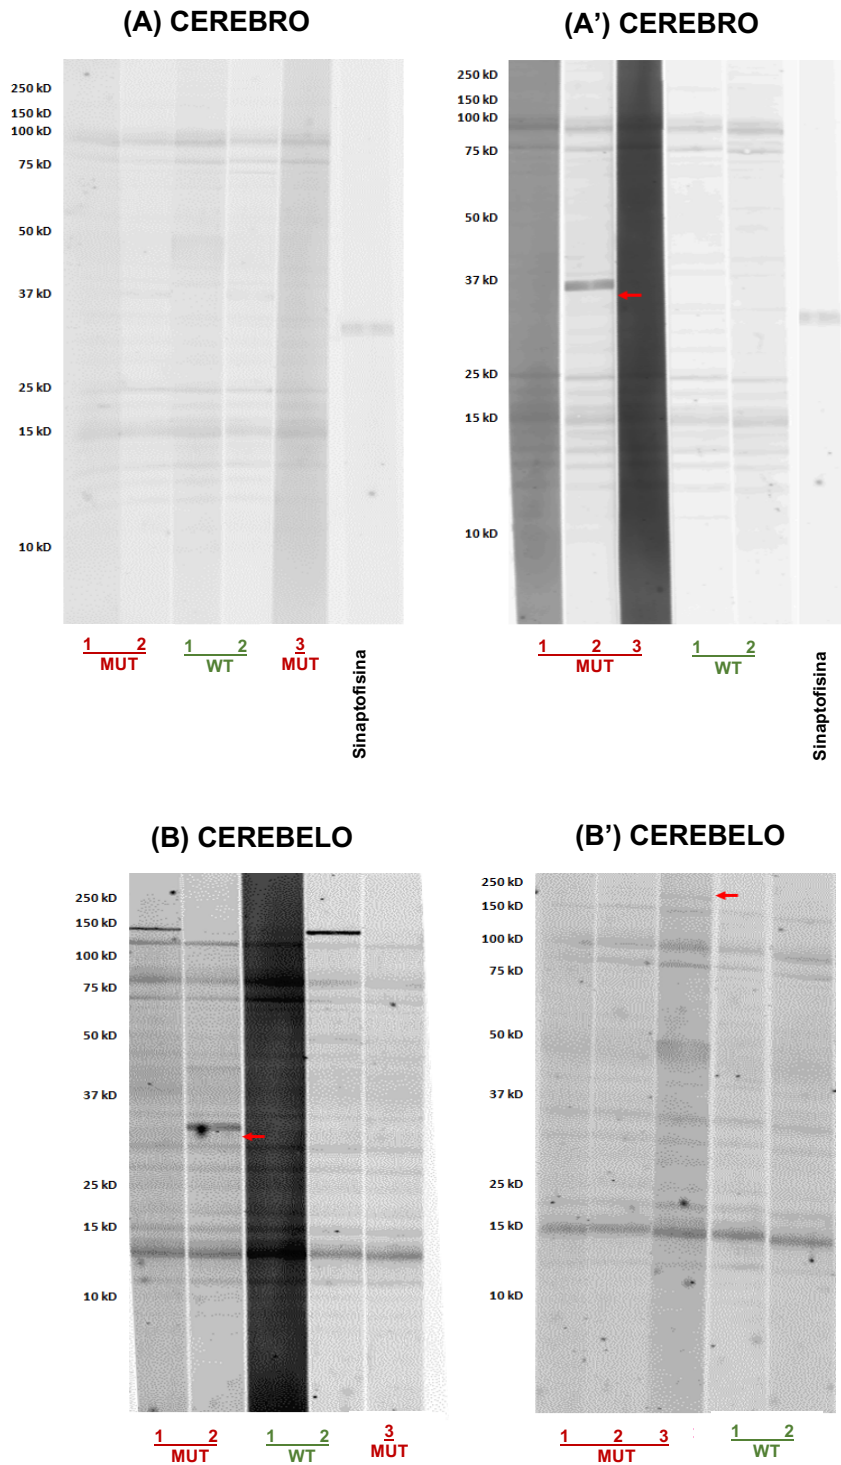 (A) CEREBRO
250 kD
150 kD
100 kD
75 kD
50 kD
37 kD
25 kD
15 kD
10 kD
1 2
MUT
1 2
WT
3
MUT
Sinaptofisina
(A') CEREBRO
250 kD
150 kD
100 kD
75 kD
50 kD
37 kD
25 kD
15 kD
10 kD
1 2 3
MUT
1 2
WT
Sinaptofisina
(B) CEREBELO
250 kD
150 kD
100 kD
75 kD
50 kD
37 kD
25 kD
15 kD
10 kD
1 2
MUT
1 2
WT
3
MUT
(B') CEREBELO
250 kD
150 kD
100 kD
75 kD
50 kD
37 kD
25 kD
15 kD
10 kD
1 2 3
MUT
1 2
WT